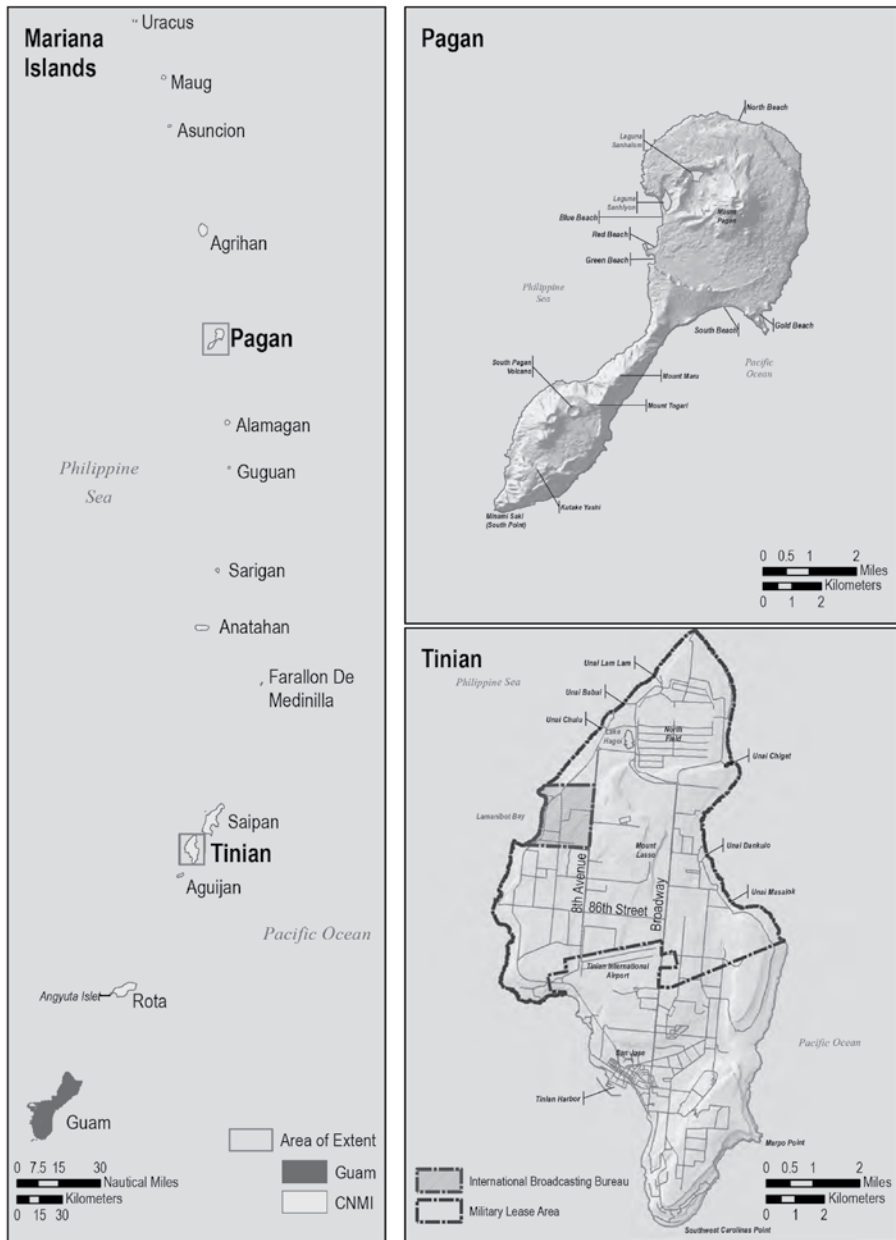 Mariana
Islands
Uracus
Maug
Asuncion
Agrihan
Pagan
Alamagan
Philippine
Sea
Guguan
Sarigan
Anatahan
Farallon De
Medinilla
Saipan
Tinian
Aguijan
Pacific Ocean
Angyuta Islet
Rota
Guam
Area of Extent
Guam
CNMI
0 7.5 15 30
Nautical Miles
Kilometers
0 15 30
Pagan
North Beach
Laguna
Sanhalom
Laguna
Sanhiyon
Mount
Pagan
Blue Beach
Red Beach
Green Beach
Philippine
Sea
South Beach
Gold Beach
Pacific
Ocean
South Pagan
Volcano
Mount Maru
Mount Togari
Kutake Yashi
Minami Saki
(South Point)
0 0.5 1 2
Miles
Kilometers
0 1 2
Tinian
Philippine Sea
Unai Lam Lam
Unai Babui
Unai Chulu
Lake
Hagoi
North
Field
Unai Chiget
Lamanibot Bay
Mount
Lasso
Unai Dankulo
8th Avenue
Broadway
86th Street
Unai Masalok
Tinian International
Airport
Pacific Ocean
San Jose
Tinian Harbor
Marpo Point
International Broadcasting Bureau
Military Lease Area
0 0.5 1 2
Miles
Kilometers
0 1 2
Southwest Carolinas Point